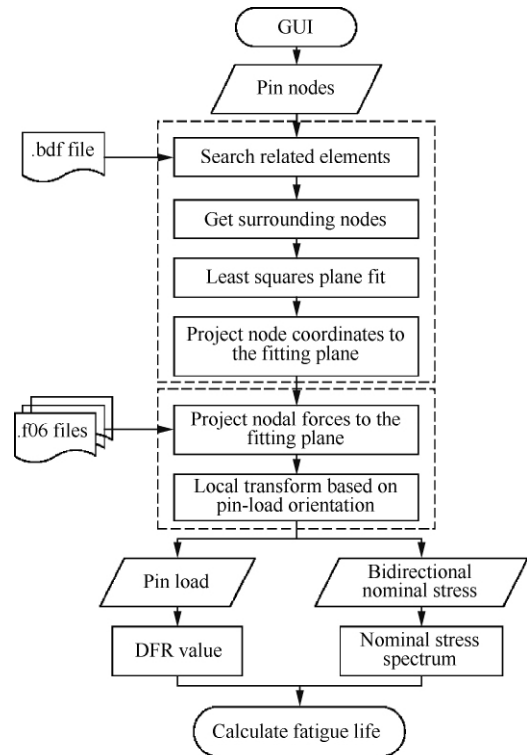 GUI
Pin nodes
.bdf file
Search related elements
Get surrounding nodes
Least squares plane fit
Project node coordinates to
the fitting plane
.f06 files
Project nodal forces to the
fitting plane
Local transform based on
pin-load orientation
Pin load
Bidirectional
nominal stress
DFR value
Nominal stress
spectrum
Calculate fatigue life